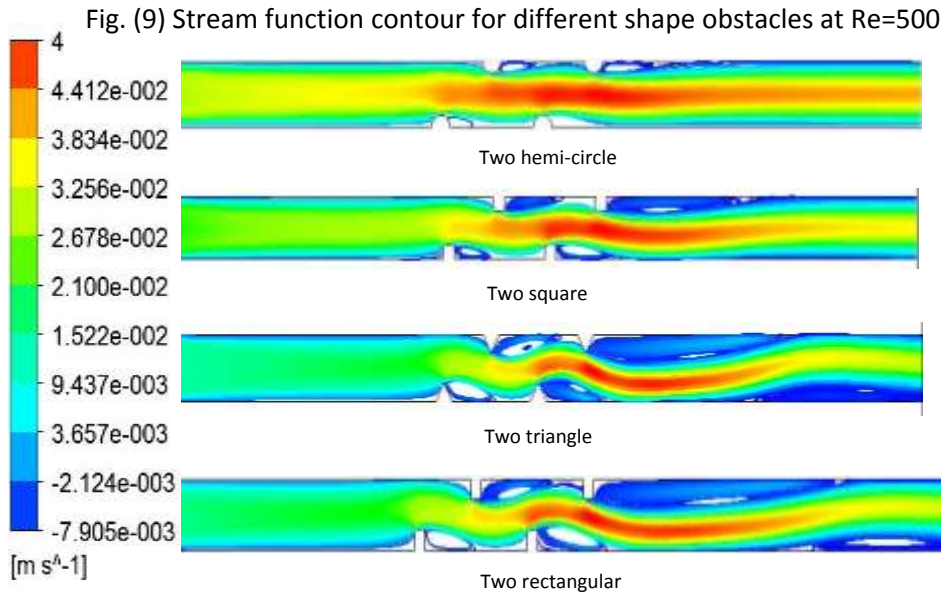 Fig. (9) Stream function contour for different shape obstacles at Re=500
4
4.412e-002
3.834e-002
3.256e-002
2.678e-002
2.100e-002
1.522e-002
9.437e-003
3.657e-003
-2.124e-003
-7.905e-003
[m s^-1]
Two hemi-circle
Two square
Two triangle
Two rectangular